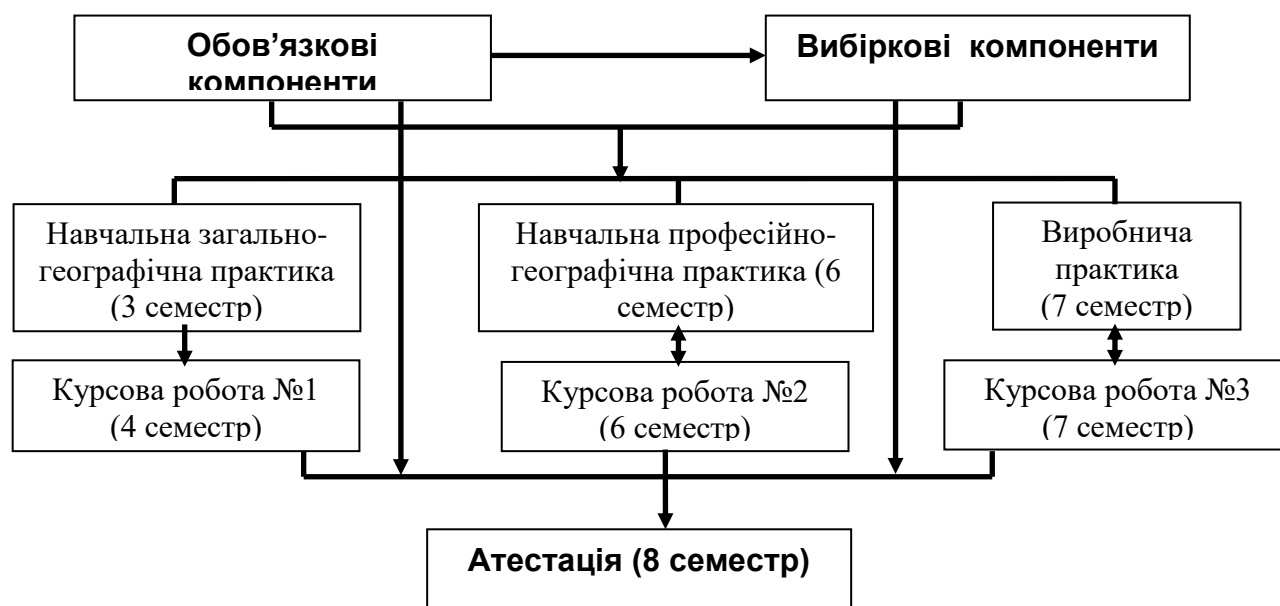 Обов’язкові
компоненти
Вибіркові компоненти
Навчальна загально-
географічна практика
(3 семестр)
Навчальна професійно-
географічна практика (6
семестр)
Виробнича
практика
(7 семестр)
Курсова робота №1
(4 семестр)
Курсова робота №2
(6 семестр)
Курсова робота №3
(7 семестр)
Атестація (8 семестр)